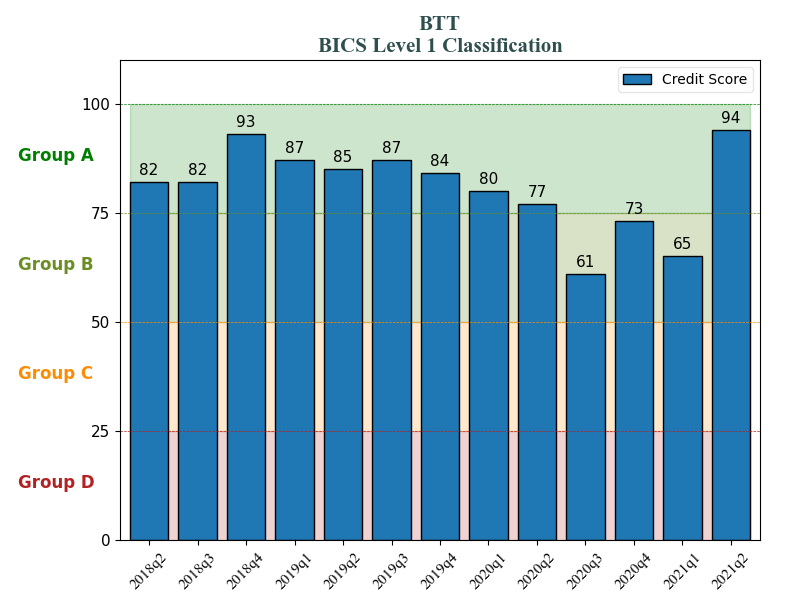 BTT
BICS Level 1 Classification
Credit Score
100
75
50
25
0
Group A
Group B
Group C
Group D
82
82
93
87
85
87
84
80
77
61
73
65
94
2018q2
2018q3
2018q4
2019q1
2019q2
2019q3
2019q4
2020q1
2020q2
2020q3
2020q4
2021q1
2021q2